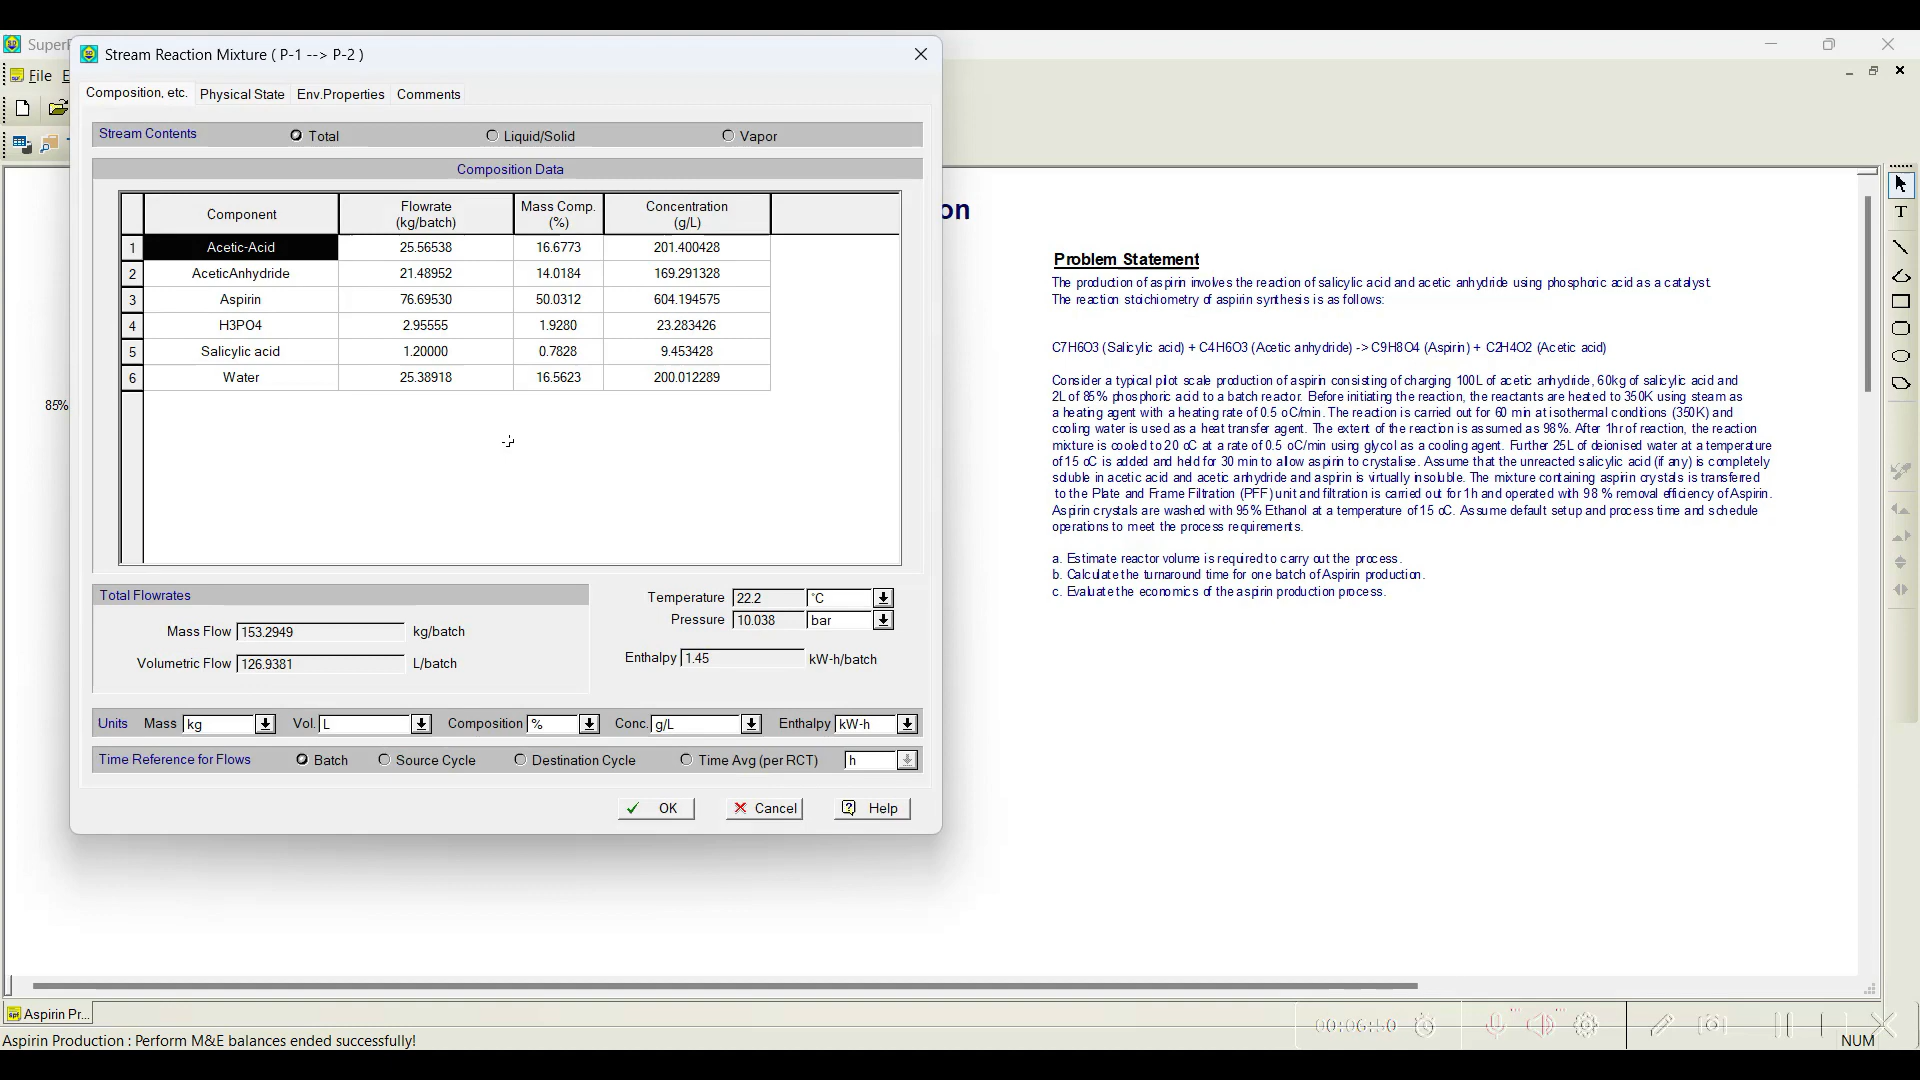 SuperP
Stream Reaction Mixture ( P-1 --> P-2 )
File E
Composition, etc. Physical State Env.Properties Comments
Stream Contents Total Liquid/Solid Vapor
Composition Data
Component Flowrate (kg/batch) Mass Comp. (%) Concentration (g/L)
1 Acetic-Acid 25.56538 16.6773 201.400428
2 AceticAnhydride 21.48952 14.0184 169.291328
3 Aspirin 76.69530 50.0312 604.194575
4 H3PO4 2.95555 1.9280 23.283426
5 Salicylic acid 1.20000 0.7828 9.453428
6 Water 25.38918 16.5623 200.012289
Total Flowrates
Mass Flow 153.2949 kg/batch
Volumetric Flow 126.9381 L/batch
Temperature 22.2 °C
Pressure 10.038 bar
Enthalpy 1.45 kW-h/batch
Units Mass kg Vol. L Composition % Conc. g/L Enthalpy kW-h
Time Reference for Flows Batch Source Cycle Destination Cycle Time Avg (per RCT) h
OK Cancel Help
85%
on
Problem Statement
The production of aspirin involves the reaction of salicylic acid and acetic anhydride using phosphoric acid as a catalyst.
The reaction stoichiometry of aspirin synthesis is as follows:
C7H6O3 (Salicylic acid) + C4H6O3 (Acetic anhydride) -> C9H8O4 (Aspirin) + C2H4O2 (Acetic acid)
Consider a typical pilot scale production of aspirin consisting of charging 100L of acetic anhydride, 60kg of salicylic acid and
2L of 85% phosphoric acid to a batch reactor. Before initiating the reaction, the reactants are heated to 350K using steam as
a heating agent with a heating rate of 0.5 oC/min. The reaction is carried out for 60 min at isothermal conditions (350K) and
cooling water is used as a heat transfer agent. The extent of the reaction is assumed as 98%. After 1hr of reaction, the reaction
mixture is cooled to 20 oC at a rate of 0.5 oC/min using glycol as a cooling agent. Further 25L of deionised water at a temperature
of 15 oC is added and held for 30 min to allow aspirin to crystalise. Assume that the unreacted salicylic acid (if any) is completely
soluble in acetic acid and acetic anhydride and aspirin is virtually insoluble. The mixture containing aspirin crystals is transferred
to the Plate and Frame Filtration (PFF) unit and filtration is carried out for 1h and operated with 98 % removal efficiency of Aspirin.
Aspirin crystals are washed with 95% Ethanol at a temperature of 15 oC. Assume default setup and process time and schedule
operations to meet the process requirements.
a. Estimate reactor volume is required to carry out the process.
b. Calculate the turnaround time for one batch of Aspirin production.
c. Evaluate the economics of the aspirin production process.
T
Aspirin Pr...
00:06:50
Aspirin Production : Perform M&E balances ended successfully!
NUM